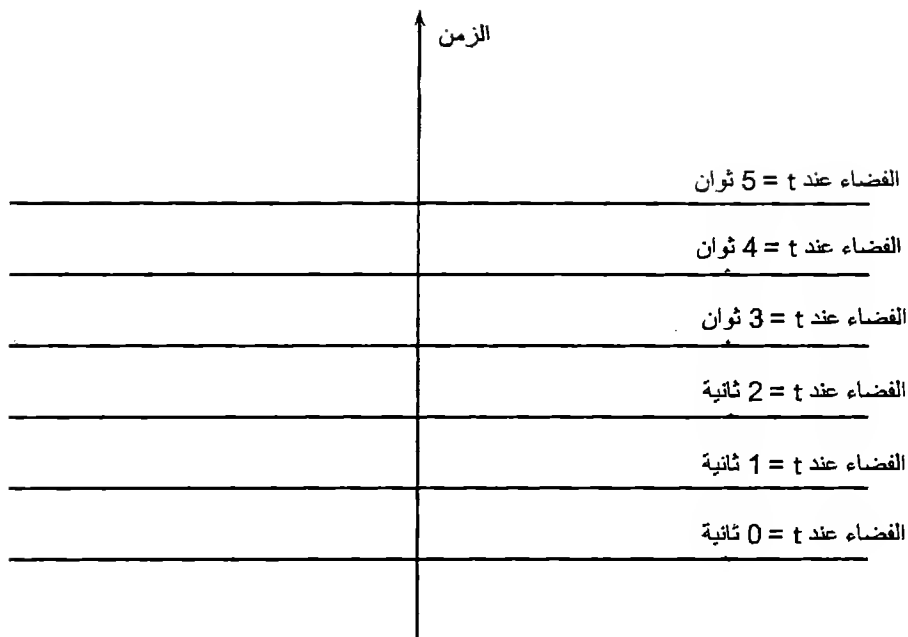 الزمن
الفضاء عند t = 5 ثوان
الفضاء عند t = 4 ثوان
الفضاء عند t = 3 ثوان
الفضاء عند t = 2 ثانية
الفضاء عند t = 1 ثانية
الفضاء عند t = 0 ثانية